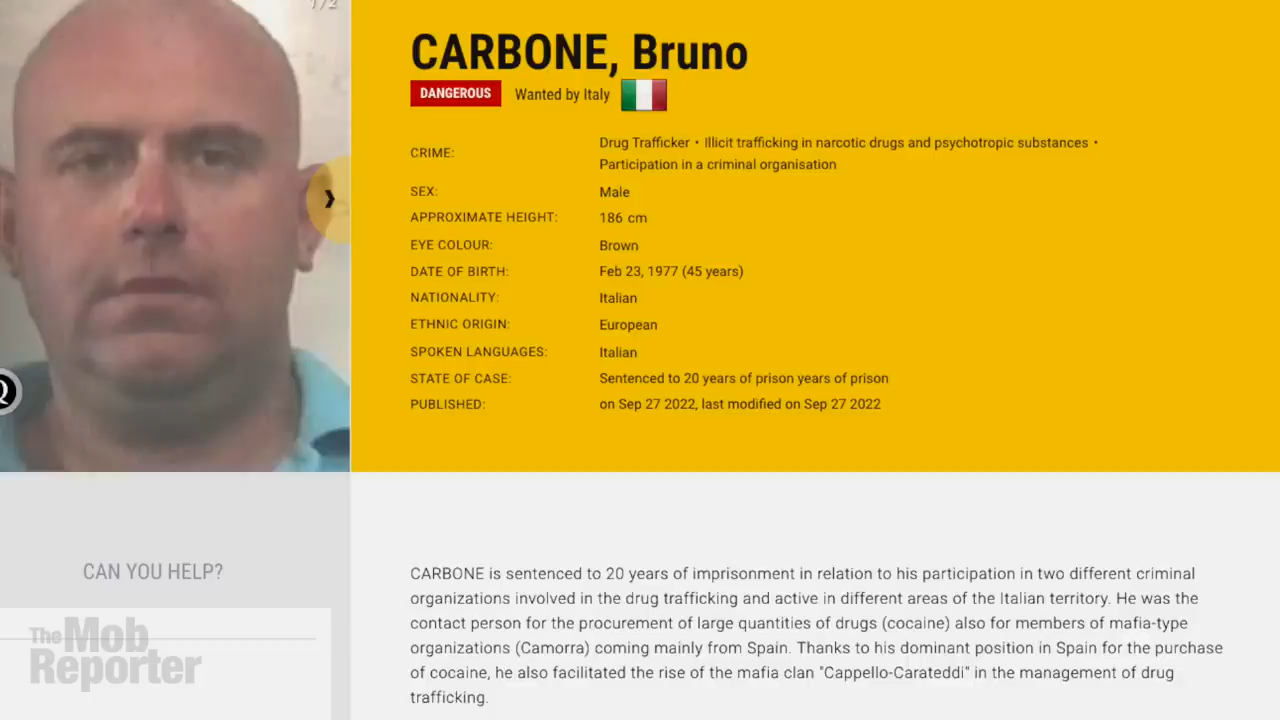 1/2
CARBONE, Bruno
DANGEROUS Wanted by Italy
CRIME: Drug Trafficker • Illicit trafficking in narcotic drugs and psychotropic substances •
Participation in a criminal organisation
SEX: Male
APPROXIMATE HEIGHT: 186 cm
EYE COLOUR: Brown
DATE OF BIRTH: Feb 23, 1977 (45 years)
NATIONALITY: Italian
ETHNIC ORIGIN: European
SPOKEN LANGUAGES: Italian
STATE OF CASE: Sentenced to 20 years of prison years of prison
PUBLISHED: on Sep 27 2022, last modified on Sep 27 2022
CAN YOU HELP?
CARBONE is sentenced to 20 years of imprisonment in relation to his participation in two different criminal
organizations involved in the drug trafficking and active in different areas of the Italian territory. He was the
contact person for the procurement of large quantities of drugs (cocaine) also for members of mafia-type
organizations (Camorra) coming mainly from Spain. Thanks to his dominant position in Spain for the purchase
of cocaine, he also facilitated the rise of the mafia clan "Cappello-Carateddi" in the management of drug
trafficking.
The Mob
Reporter